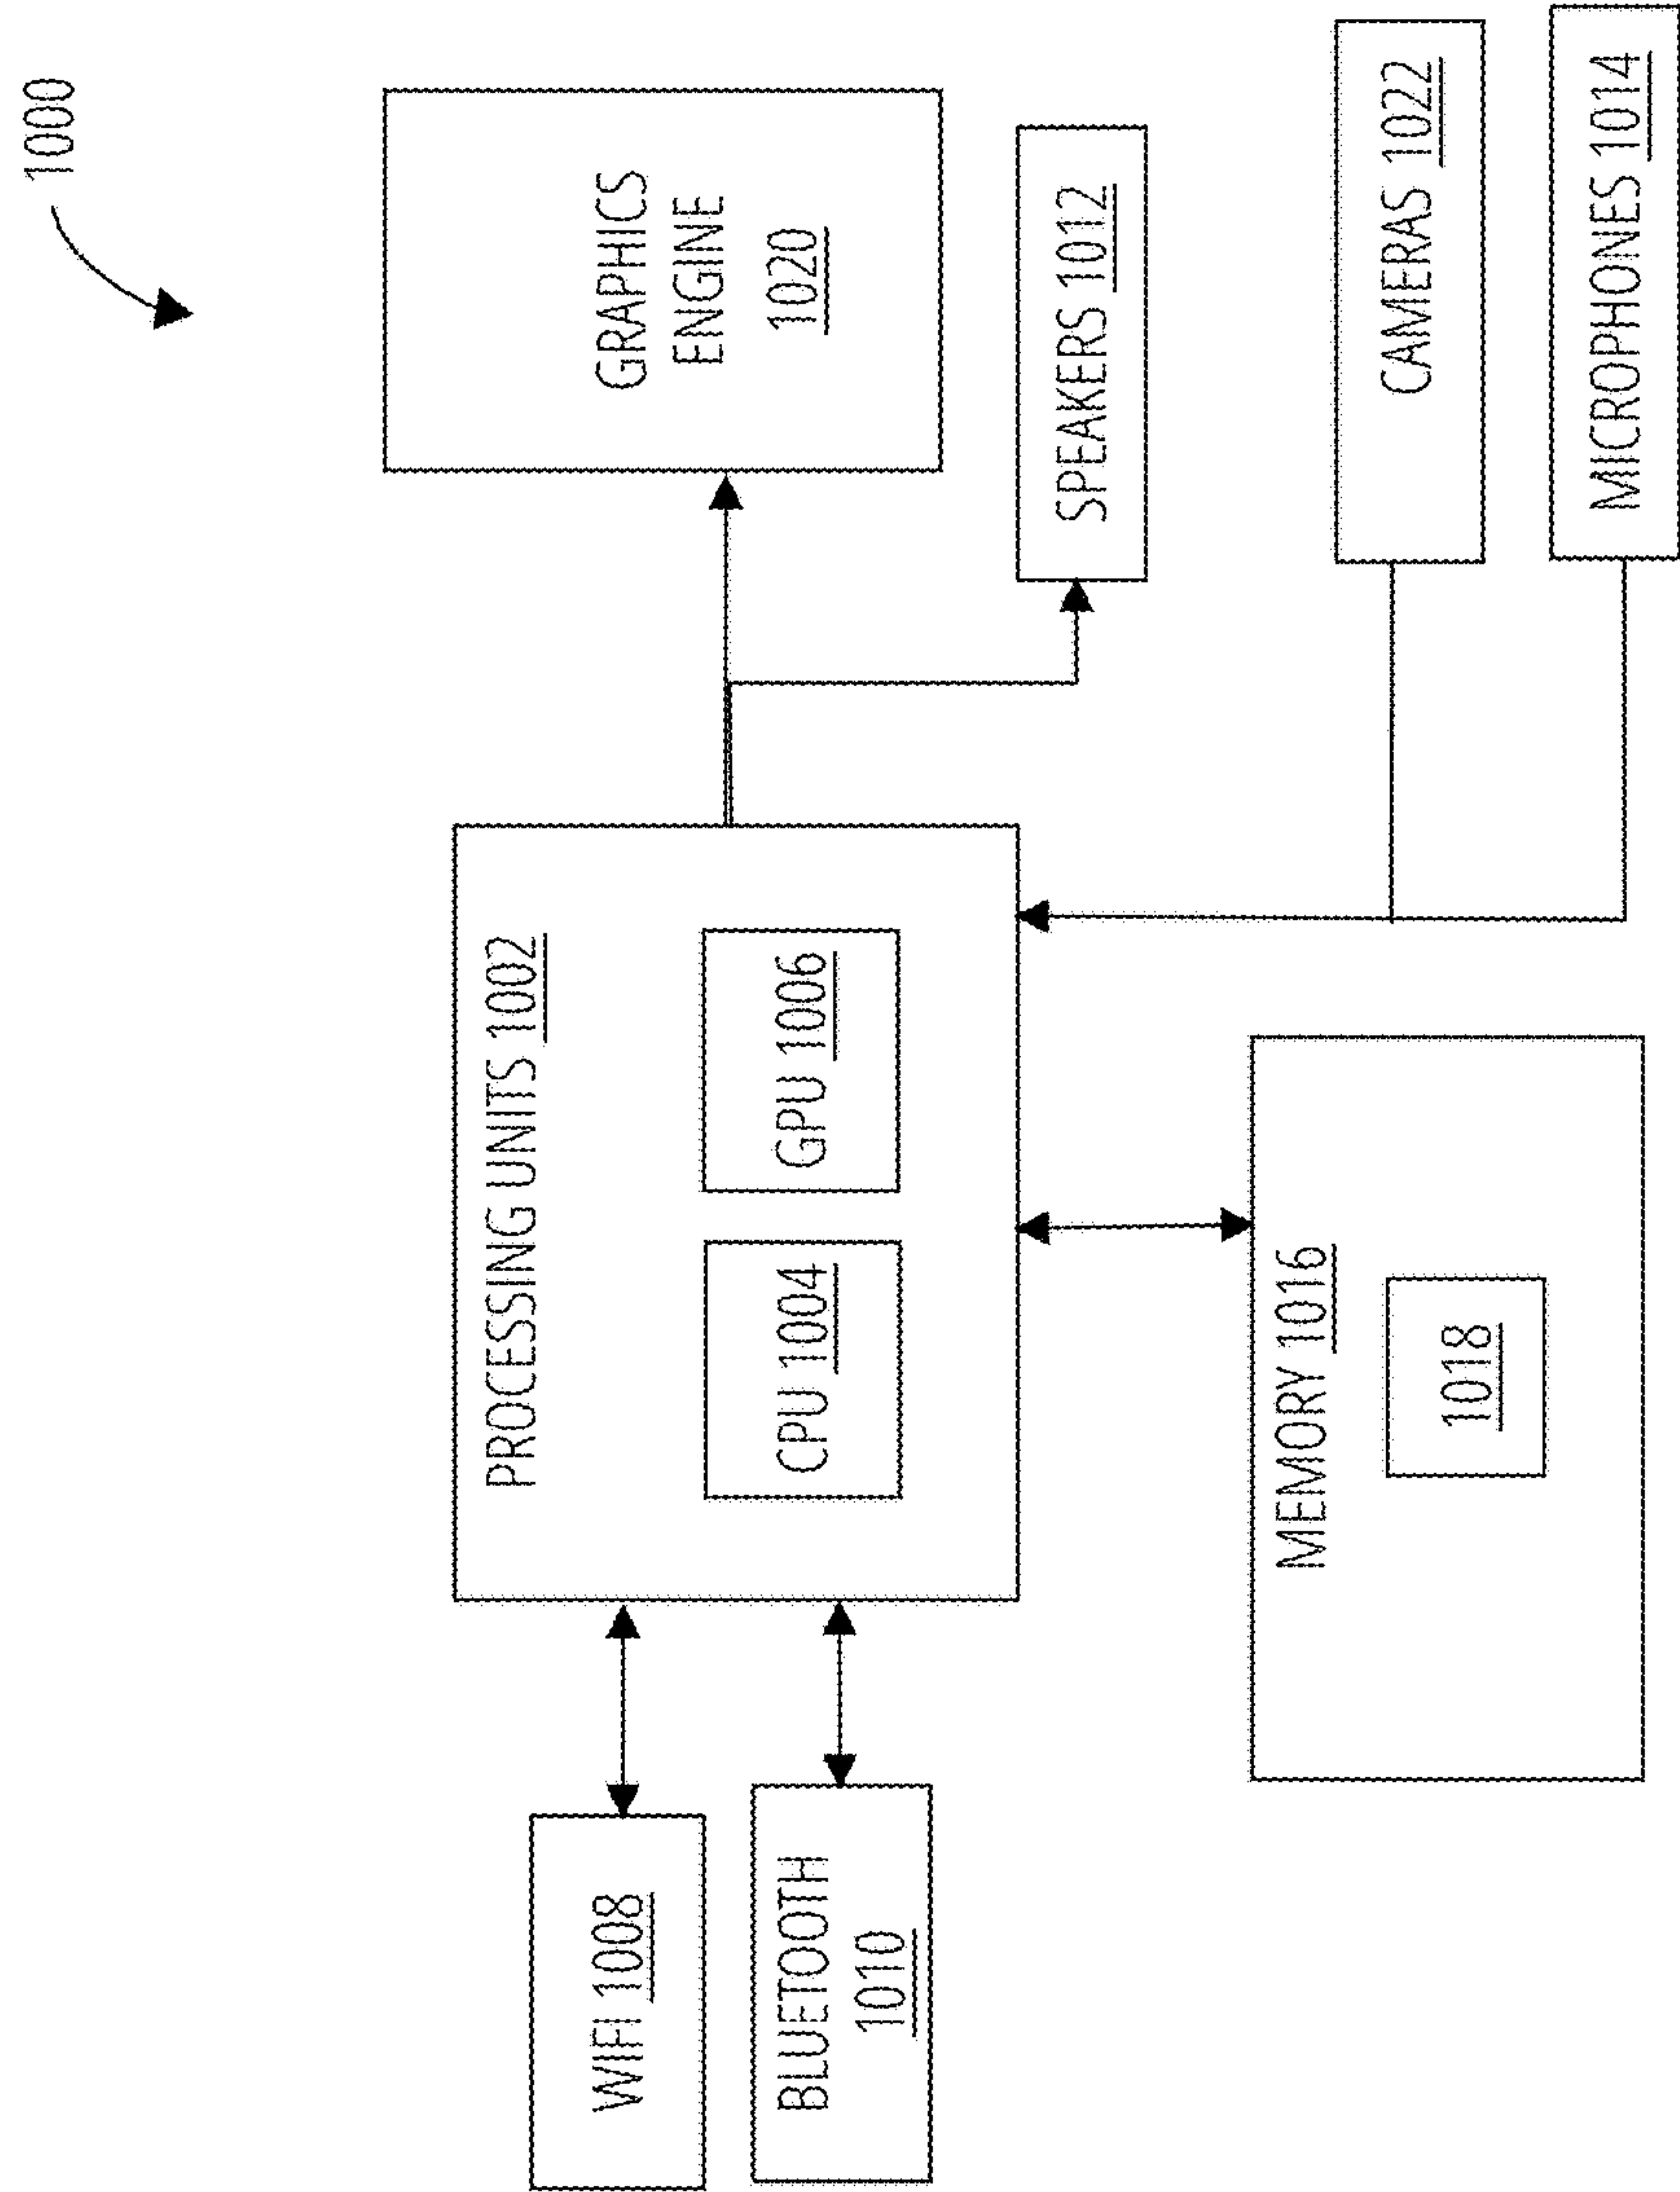 1000
WIFI 1008
BLUETOOTH
1010
PROCESSING UNITS 1002
CPU 1004
GPU 1006
GRAPHICS
ENGINE
1020
SPEAKERS 1012
MEMORY 1016
1018
CAMERAS 1022
MICROPHONES 1014